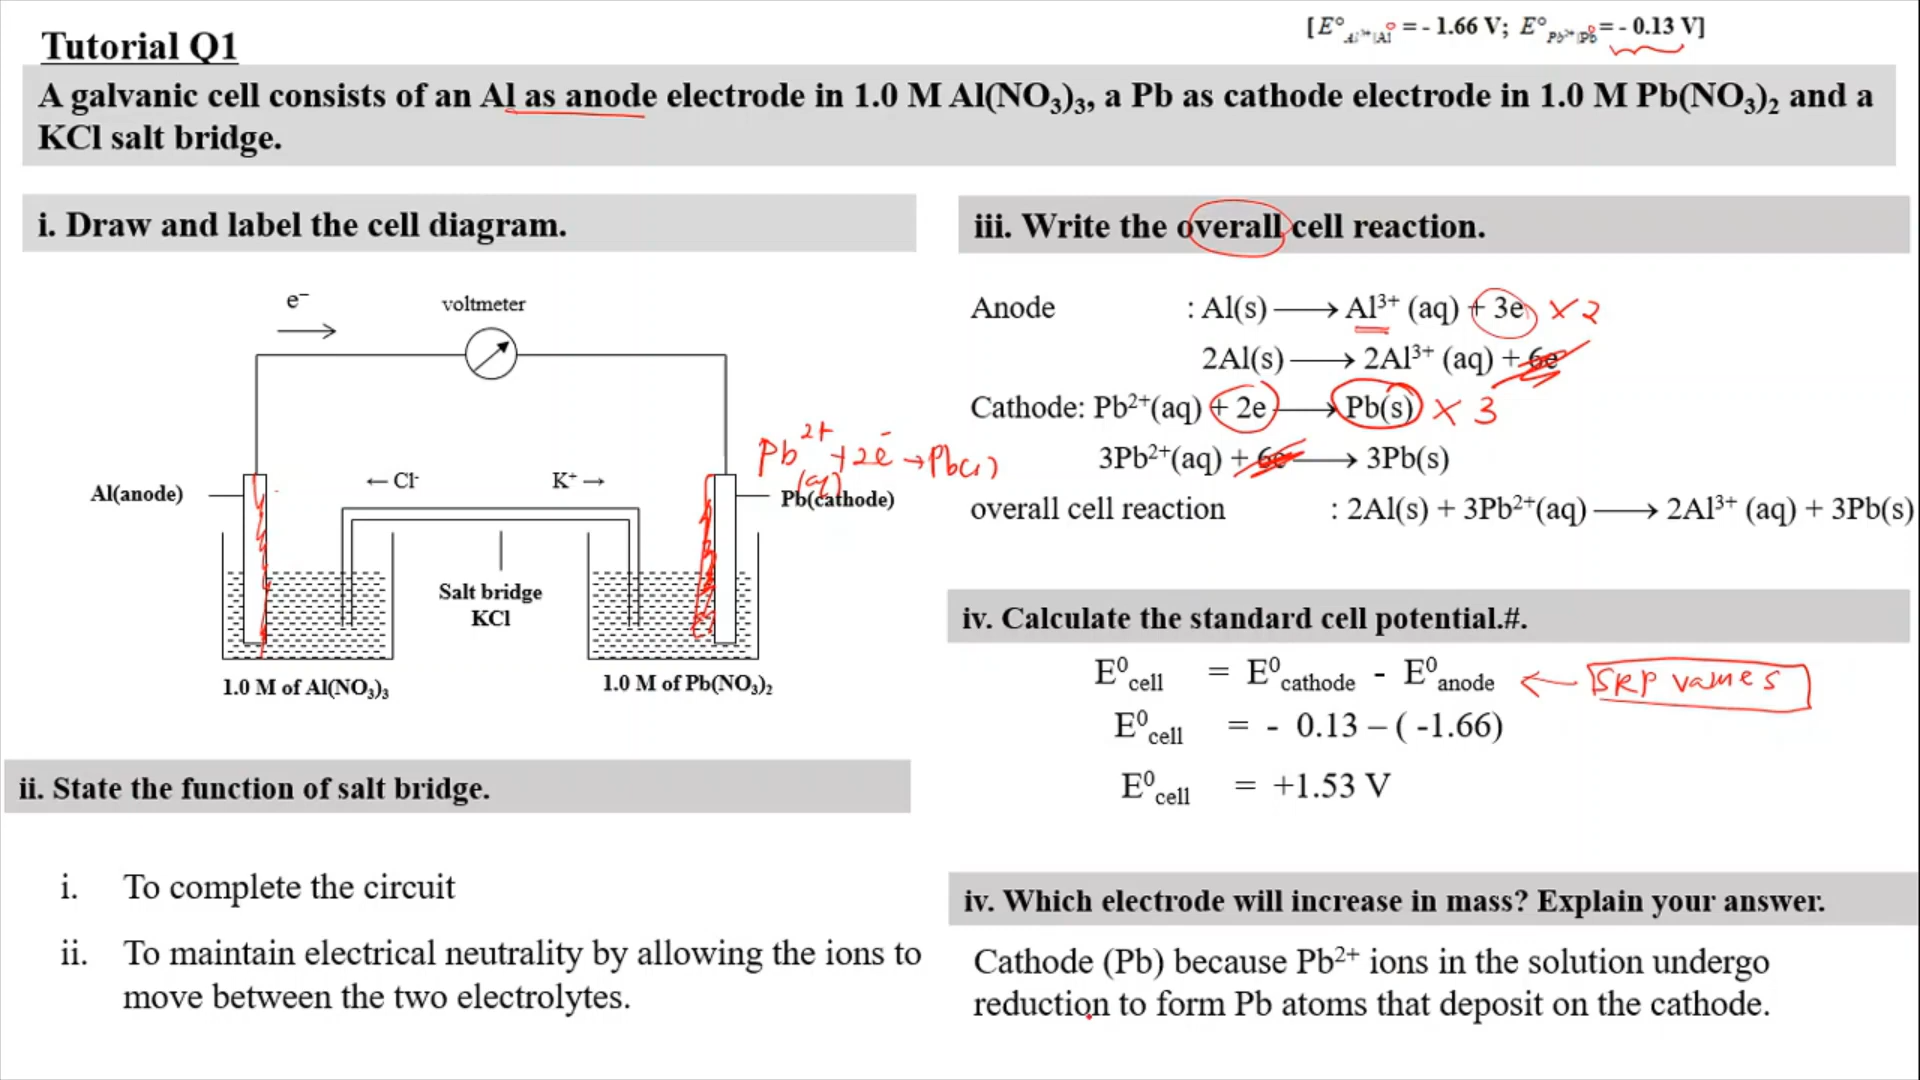 [E°Al³⁺|Al = - 1.66 V; E°Pb²⁺|Pb = - 0.13 V]
Tutorial Q1
A galvanic cell consists of an Al as anode electrode in 1.0 M Al(NO₃)₃, a Pb as cathode electrode in 1.0 M Pb(NO₃)₂ and a
KCl salt bridge.
i. Draw and label the cell diagram.
e⁻
voltmeter
← Cl⁻
K⁺ →
Al(anode)
Pb²⁺(aq) + 2e⁻ → Pb(s)
Pb(cathode)
Salt bridge
KCl
1.0 M of Al(NO₃)₃
1.0 M of Pb(NO₃)₂
ii. State the function of salt bridge.
i. To complete the circuit
ii. To maintain electrical neutrality by allowing the ions to
move between the two electrolytes.
iii. Write the overall cell reaction.
Anode : Al(s) ⟶ Al³⁺ (aq) + 3e × 2
2Al(s) ⟶ 2Al³⁺ (aq) + 6e
Cathode: Pb²⁺(aq) + 2e ⟶ Pb(s) × 3
3Pb²⁺(aq) + 6e ⟶ 3Pb(s)
overall cell reaction : 2Al(s) + 3Pb²⁺(aq) ⟶ 2Al³⁺ (aq) + 3Pb(s)
iv. Calculate the standard cell potential.#.
E⁰cell = E⁰cathode - E⁰anode ← SRP values
E⁰cell = - 0.13 – ( -1.66)
E⁰cell = +1.53 V
iv. Which electrode will increase in mass? Explain your answer.
Cathode (Pb) because Pb²⁺ ions in the solution undergo
reduction to form Pb atoms that deposit on the cathode.